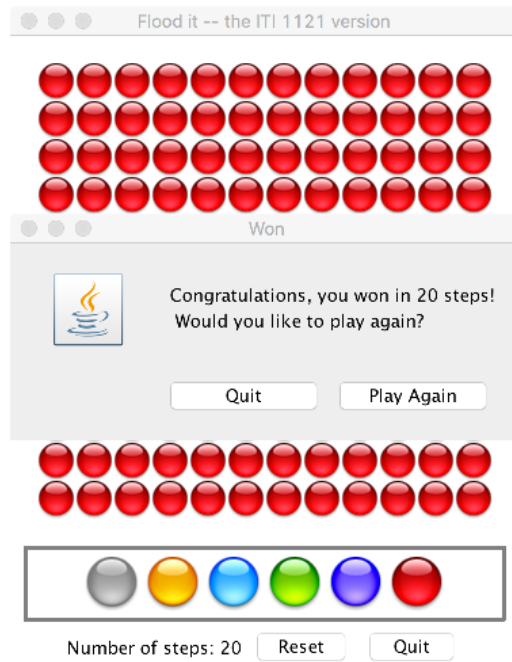 Flood it -- the ITI 1121 version
Won
Congratulations, you won in 20 steps!
Would you like to play again?
Quit
Play Again
Number of steps: 20
Reset
Quit